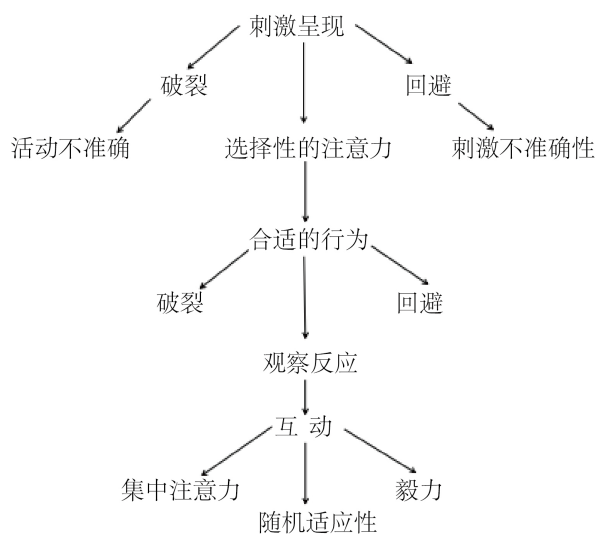 刺激呈现
破裂
回避
活动不准确
选择性的注意力
刺激不准确性
合适的行为
破裂
回避
观察反应
互 动
集中注意力
毅力
随机适应性